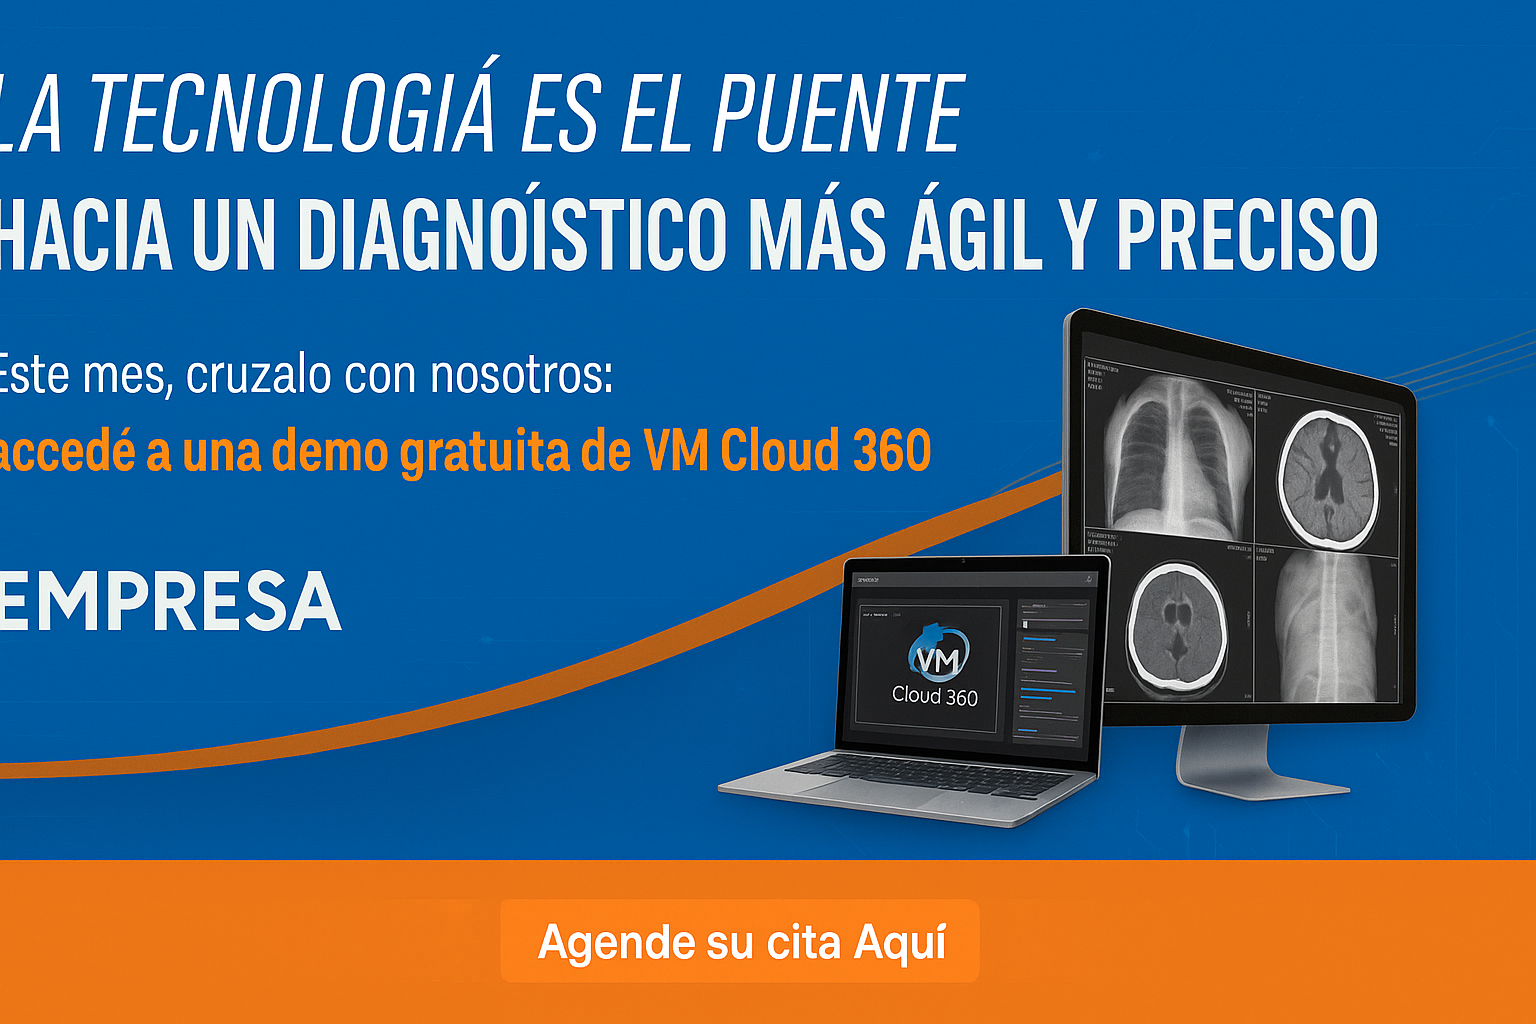 LA TECNOLOGIÁ ES EL PUENTE
HACIA UN DIAGNOÍSTICO MÁS ÁGIL Y PRECISO
Este mes, cruzalo con nosotros:
accedé a una demo gratuita de VM Cloud 360
EMPRESA
VM
Cloud 360
Agende su cita Aquí